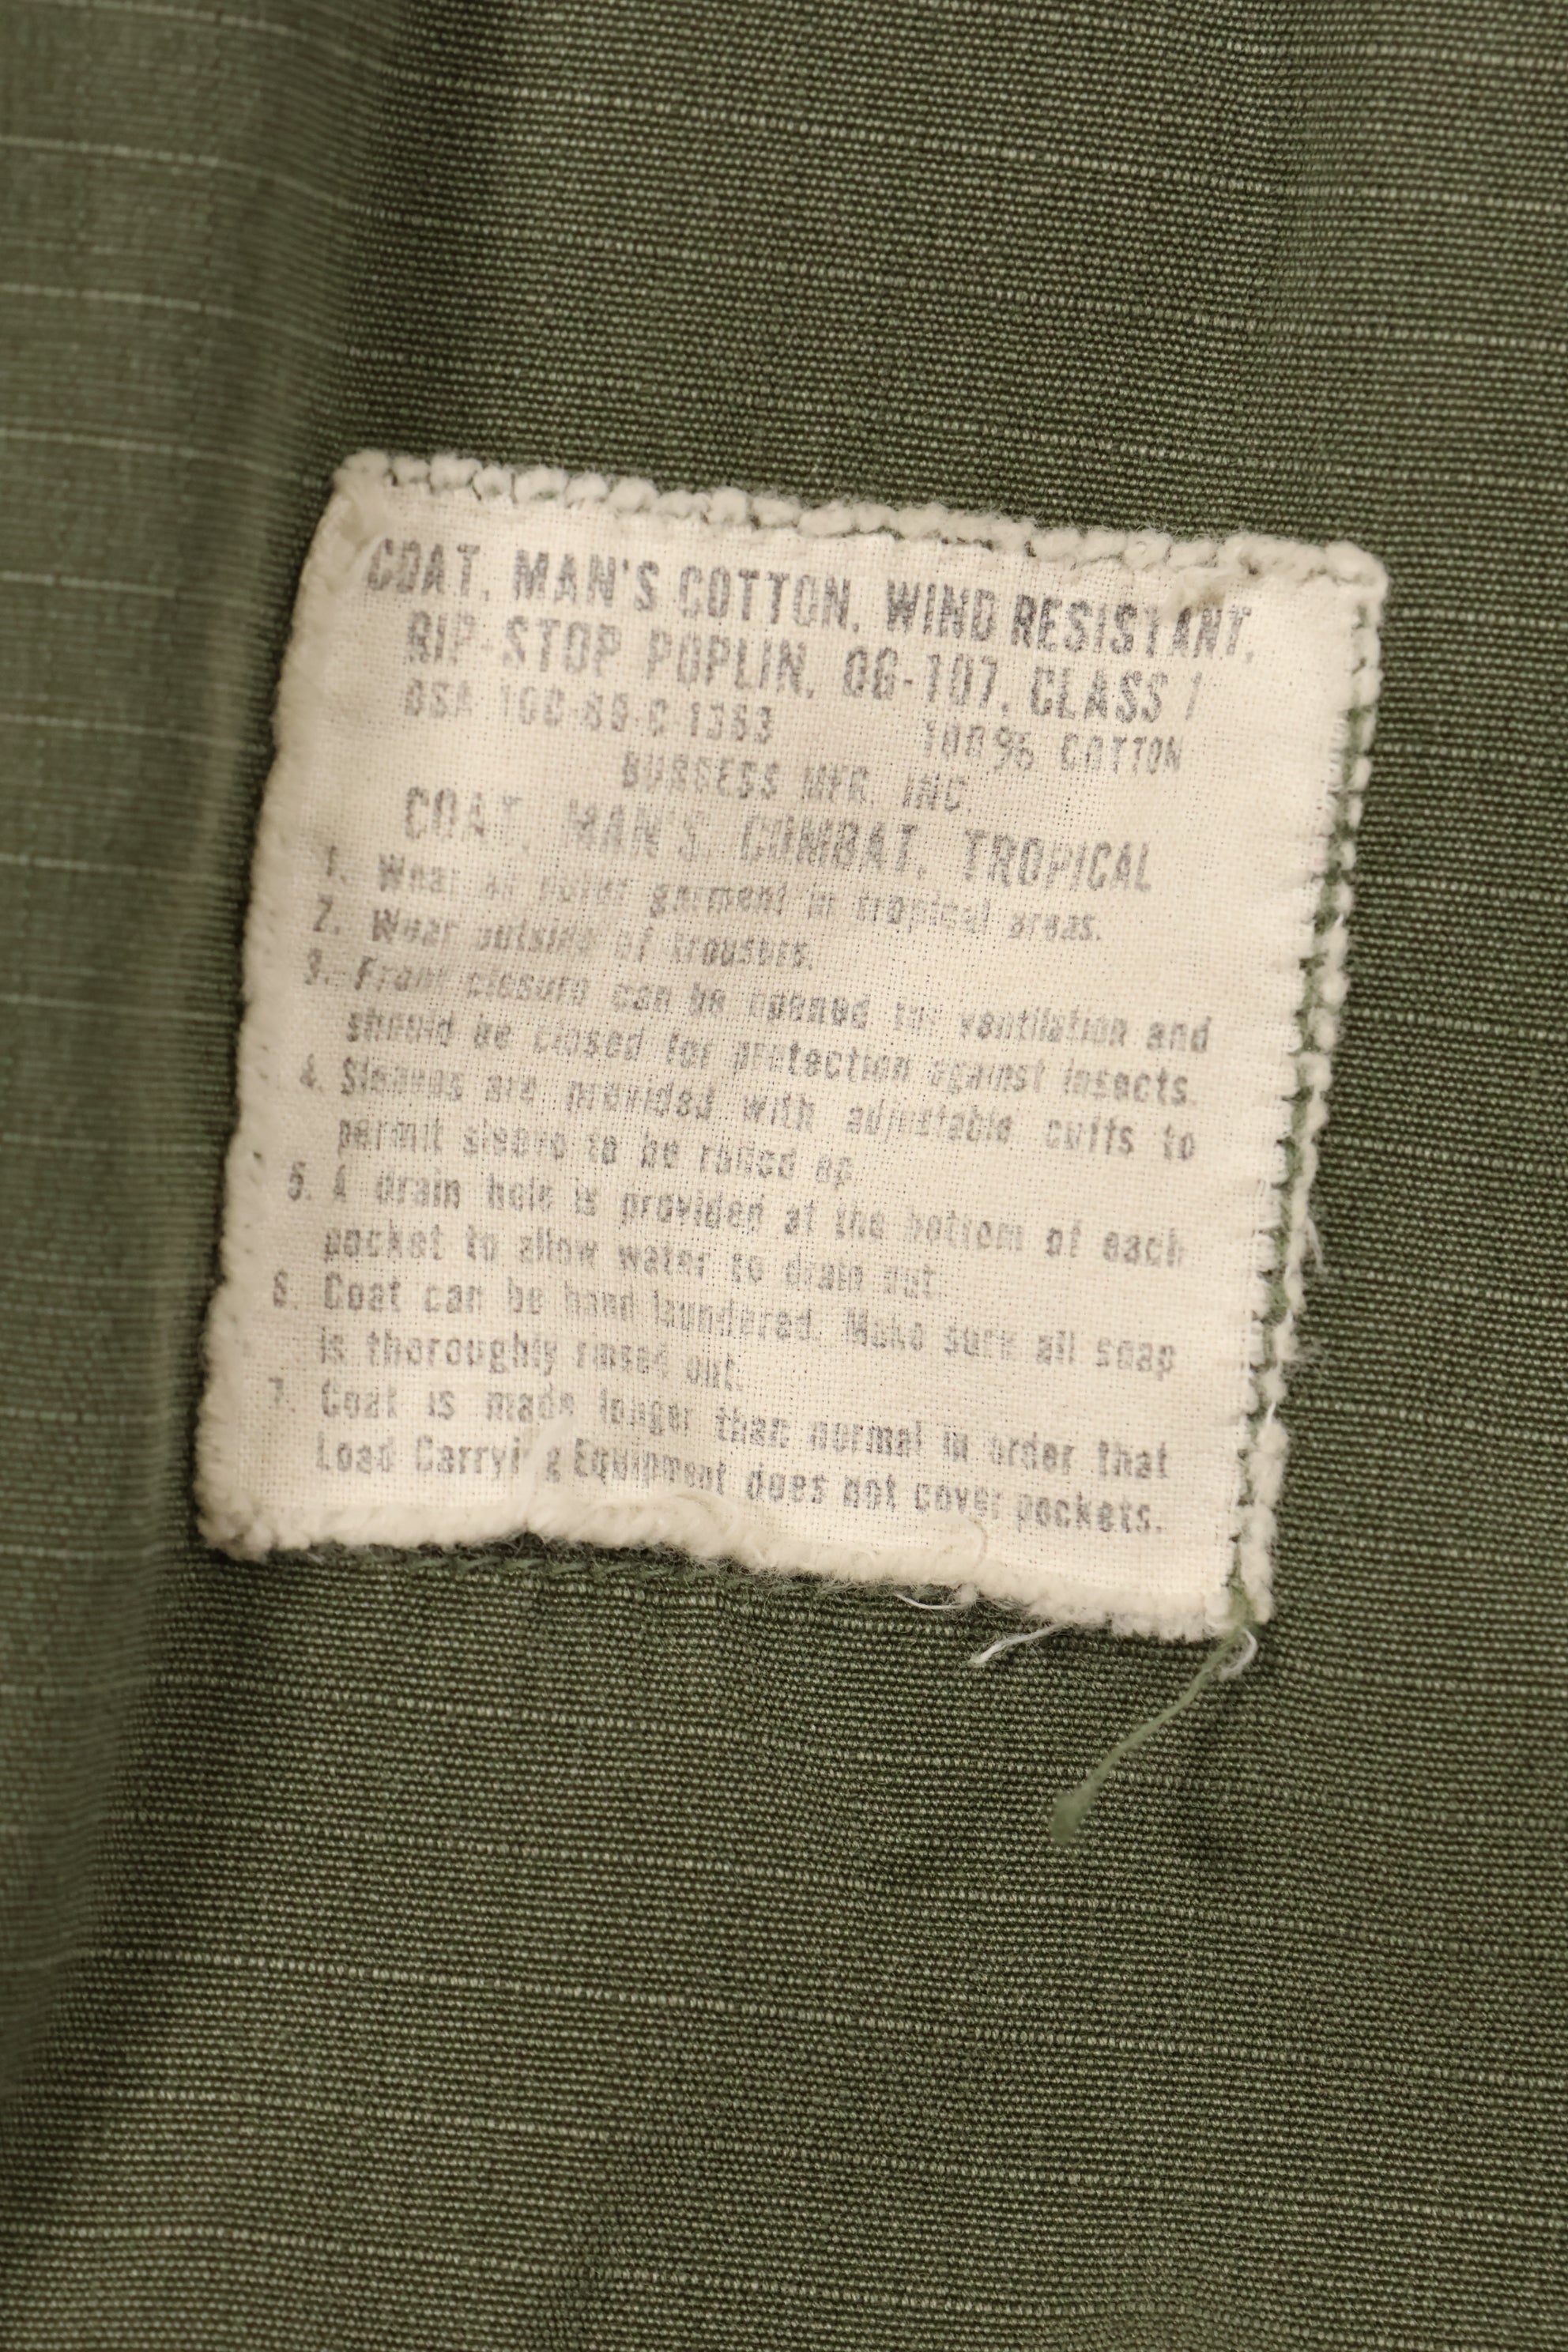 COAT, MAN'S COTTON, WIND RESISTANT,
RIP-STOP POPLIN, OG-107, CLASS 1
DSA 100-69-C-1363 100% COTTON
BURGESS MFR. INC.
COAT, MAN'S, COMBAT, TROPICAL
1. Wear as outer garment in tropical areas.
2. Wear outside of trousers.
3. Front closure can be opened for ventilation and
should be closed for protection against insects.
4. Sleeves are provided with adjustable cuffs to
permit sleeve to be rolled up.
5. A drain hole is provided at the bottom of each
pocket to allow water to drain out.
6. Coat can be hand laundered. Make sure all soap
is thoroughly rinsed out.
7. Coat is made longer than normal in order that
Load Carrying Equipment does not cover pockets.